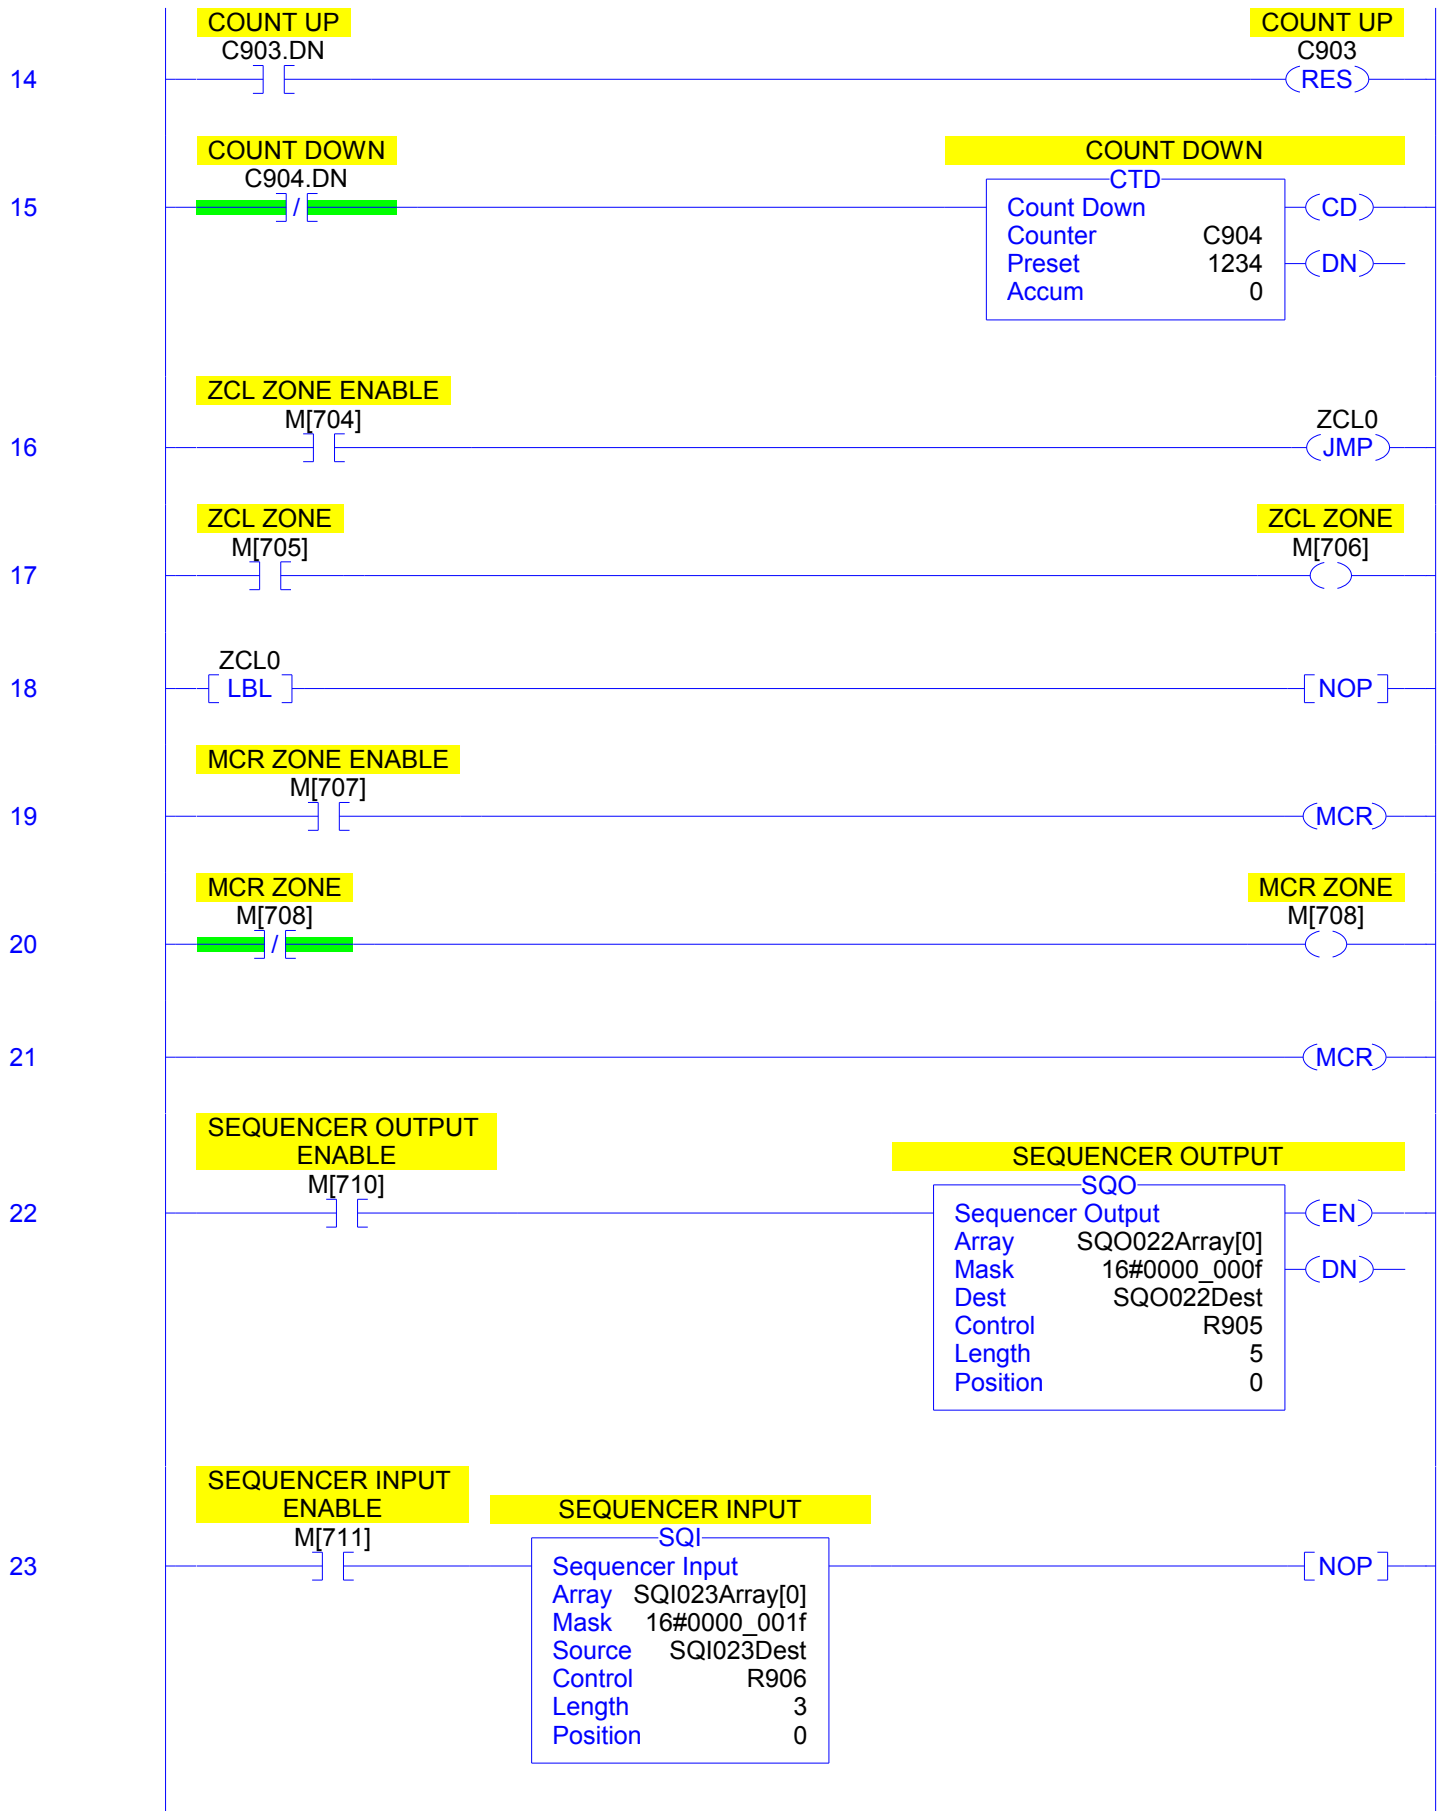 COUNT UP COUNT UP
C903.DN C903
14 RES
COUNT DOWN COUNT DOWN
C904.DN CTD
15 / Count Down CD
Counter C904
Preset 1234 DN
Accum 0
ZCL ZONE ENABLE
M[704] ZCL0
16 JMP
ZCL ZONE ZCL ZONE
M[705] M[706]
17
ZCL0
18 LBL NOP
MCR ZONE ENABLE
M[707]
19 MCR
MCR ZONE MCR ZONE
M[708] M[708]
20 /
21 MCR
SEQUENCER OUTPUT
ENABLE SEQUENCER OUTPUT
M[710] SQO
22 Sequencer Output EN
Array SQO022Array[0]
Mask 16#0000_000f DN
Dest SQO022Dest
Control R905
Length 5
Position 0
SEQUENCER INPUT
ENABLE SEQUENCER INPUT
M[711] SQI
23 Sequencer Input NOP
Array SQI023Array[0]
Mask 16#0000_001f
Source SQI023Dest
Control R906
Length 3
Position 0